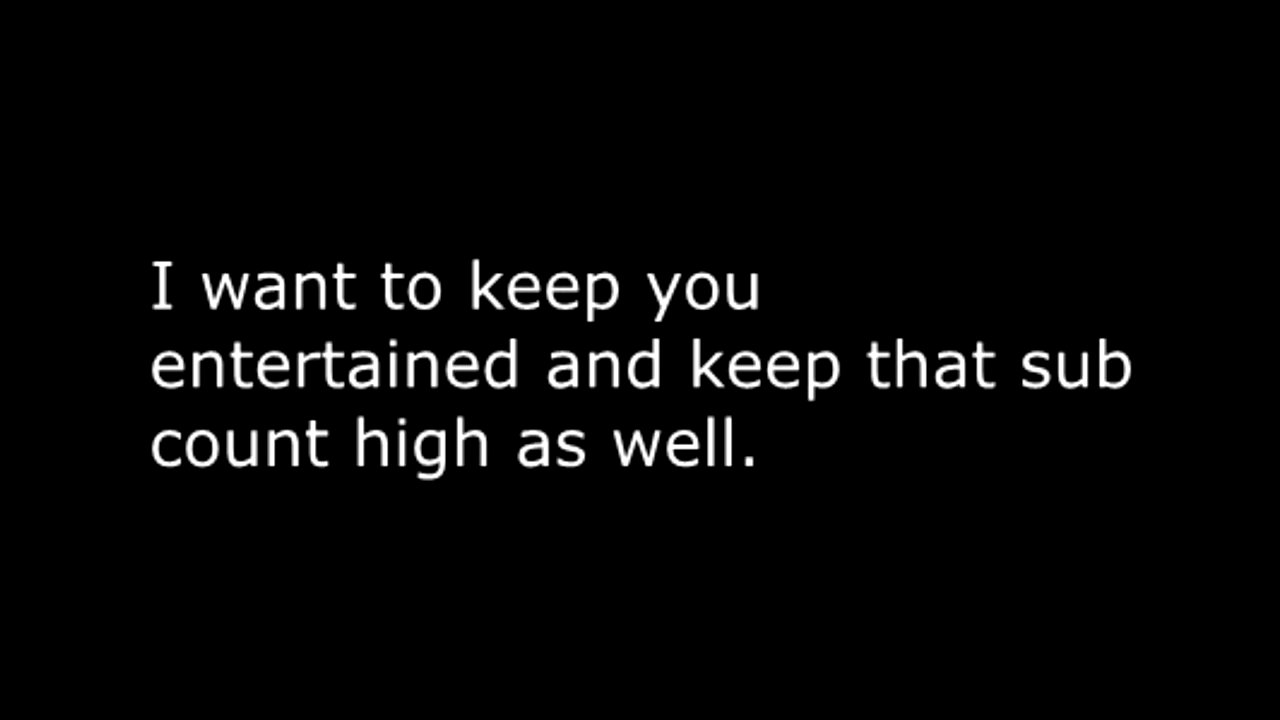 I want to keep you
entertained and keep that sub
count high as well.